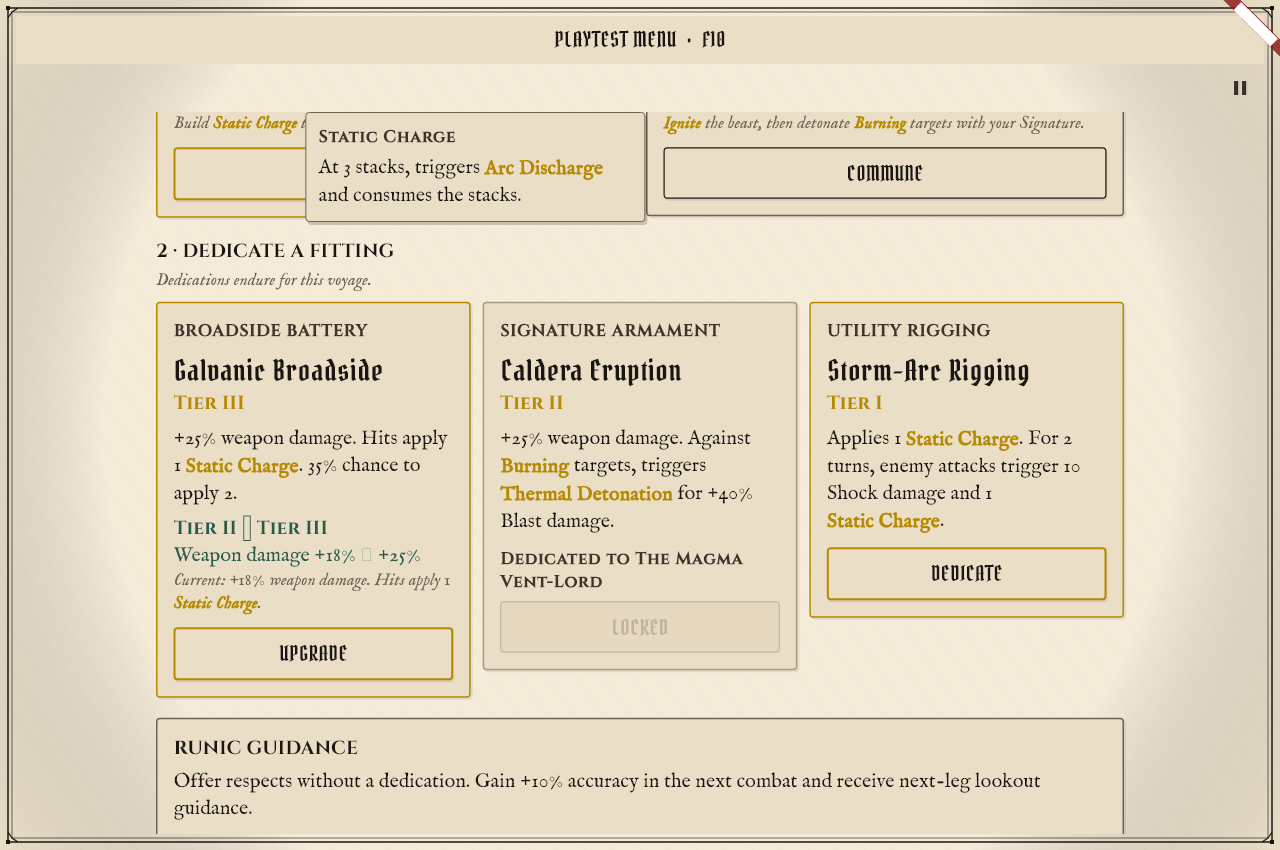 PLAYTEST MENU · F10
Build Static Charge
STATIC CHARGE
At 3 stacks, triggers Arc Discharge
and consumes the stacks.
Ignite the beast, then detonate Burning targets with your Signature.
COMMUNE
2 · DEDICATE A FITTING
Dedications endure for this voyage.
BROADSIDE BATTERY
Galvanic Broadside
TIER III
+25% weapon damage. Hits apply
1 Static Charge. 35% chance to
apply 2.
TIER II TIER III
Weapon damage +18% +25%
Current: +18% weapon damage. Hits apply 1
Static Charge.
UPGRADE
SIGNATURE ARMAMENT
Caldera Eruption
TIER II
+25% weapon damage. Against
Burning targets, triggers
Thermal Detonation for +40%
Blast damage.
DEDICATED TO THE MAGMA
VENT-LORD
LOCKED
UTILITY RIGGING
Storm-Arc Rigging
TIER I
Applies 1 Static Charge. For 2
turns, enemy attacks trigger 10
Shock damage and 1
Static Charge.
DEDICATE
RUNIC GUIDANCE
Offer respects without a dedication. Gain +10% accuracy in the next combat and receive next-leg lookout
guidance.